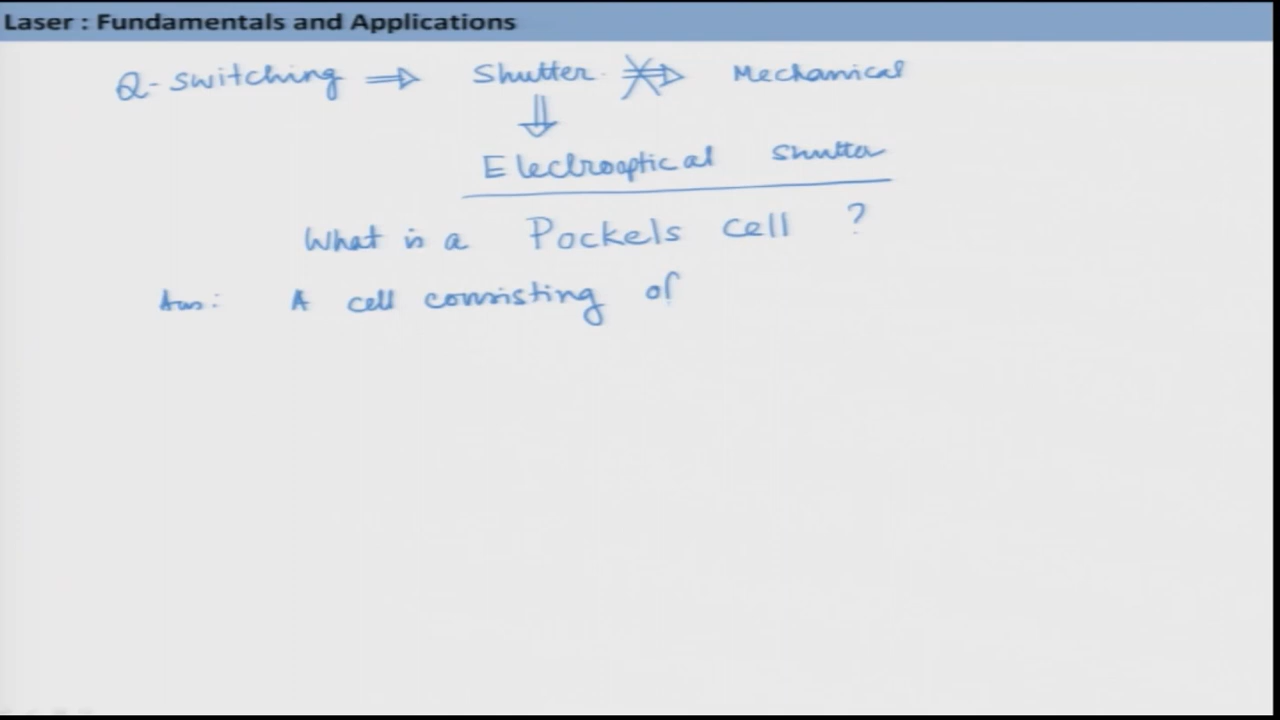 Laser : Fundamentals and Applications
Q-switching ⇒ Shutter ⇏ Mechanical
⇓
Electrooptical Shutter
What is a Pockels cell ?
Ans: A cell consisting of